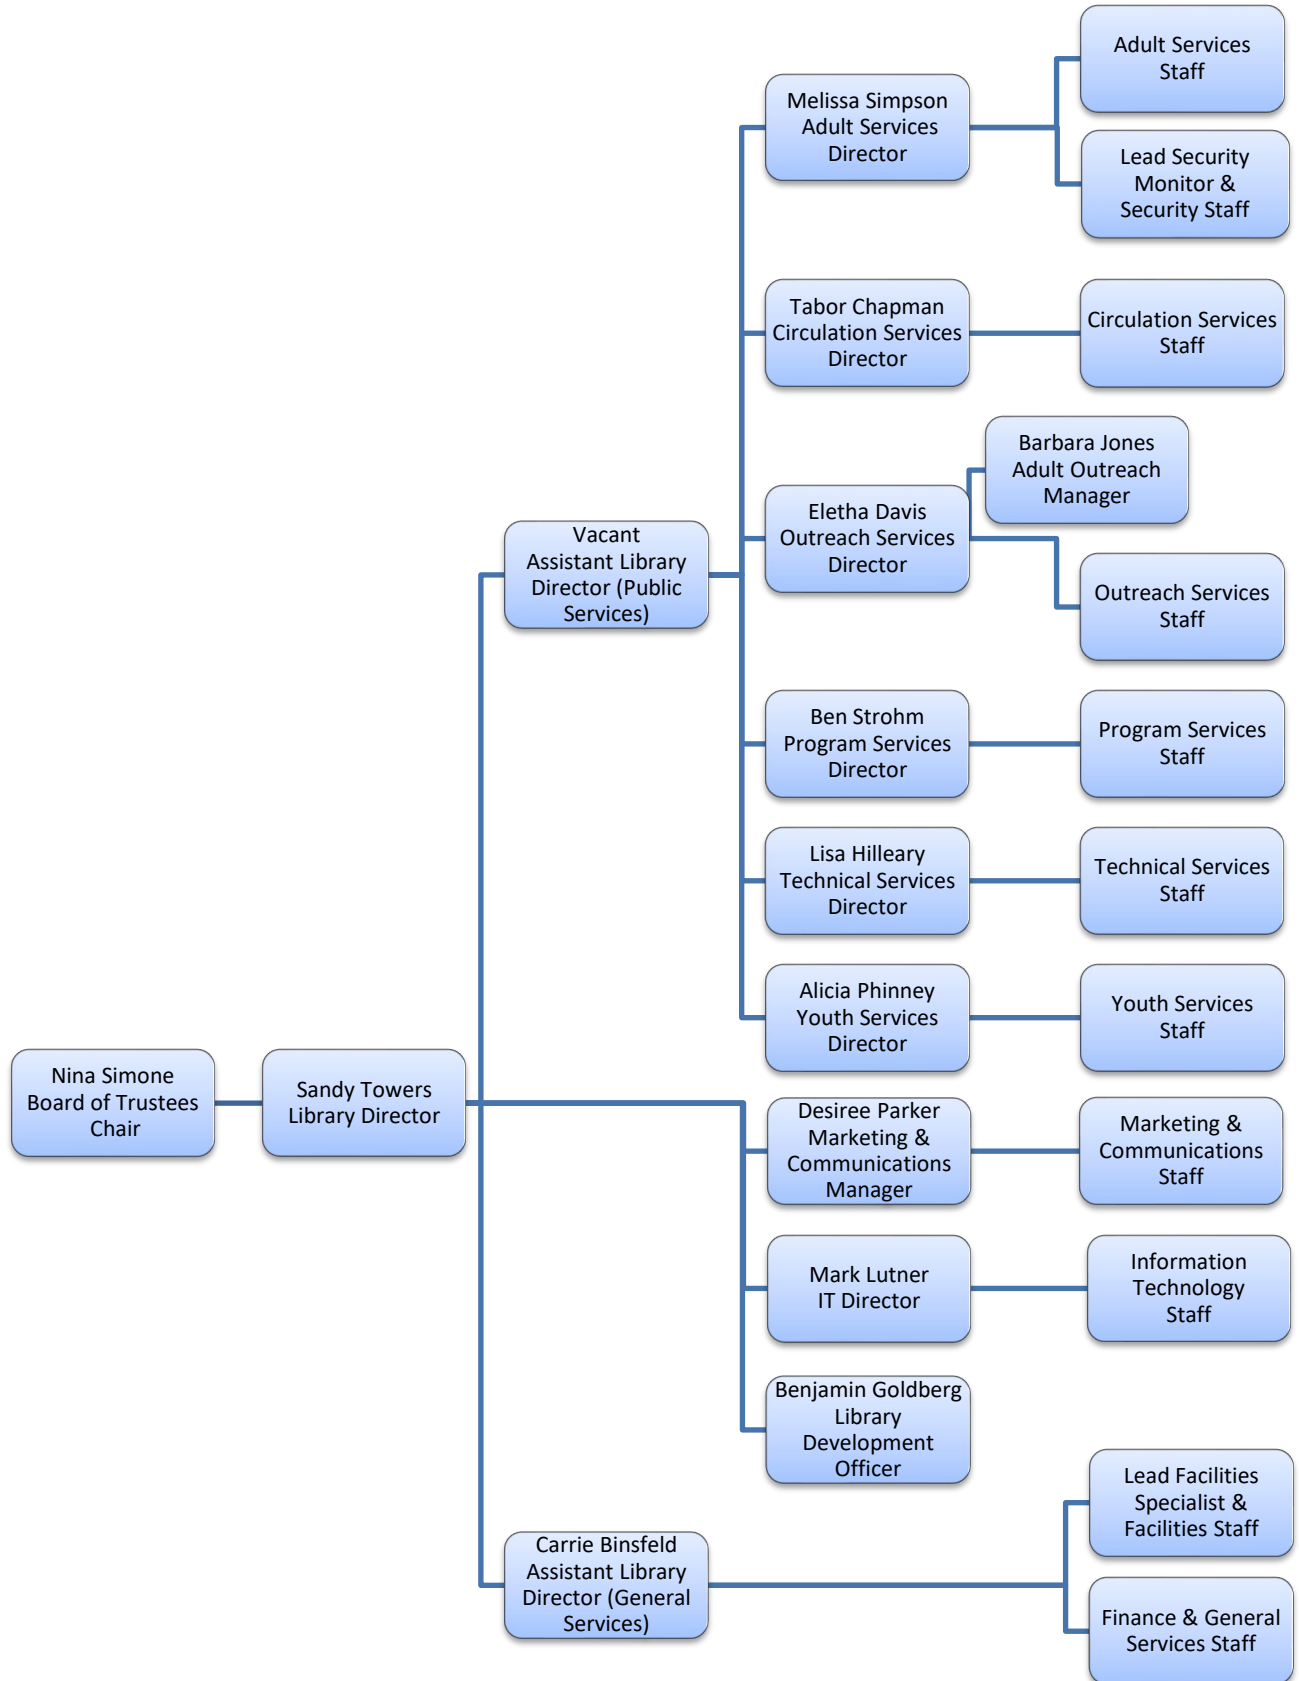 Adult Services
Staff
Melissa Simpson
Adult Services
Director
Lead Security
Monitor &
Security Staff
Tabor Chapman
Circulation Services
Director
Circulation Services
Staff
Barbara Jones
Adult Outreach
Manager
Eletha Davis
Outreach Services
Director
Vacant
Assistant Library
Director (Public
Services)
Outreach Services
Staff
Ben Strohm
Program Services
Director
Program Services
Staff
Lisa Hilleary
Technical Services
Director
Technical Services
Staff
Alicia Phinney
Youth Services
Director
Youth Services
Staff
Nina Simone
Board of Trustees
Chair
Sandy Towers
Library Director
Desiree Parker
Marketing &
Communications
Manager
Marketing &
Communications
Staff
Mark Lutner
IT Director
Information
Technology
Staff
Benjamin Goldberg
Library
Development
Officer
Lead Facilities
Specialist &
Facilities Staff
Carrie Binsfeld
Assistant Library
Director (General
Services)
Finance & General
Services Staff